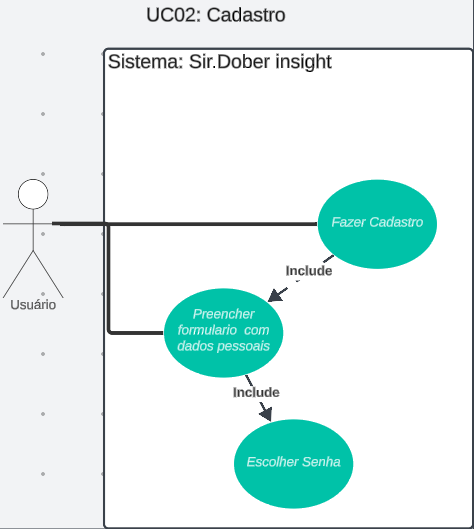 UC02: Cadastro
Sistema: Sir.Dober insight
Fazer Cadastro
Include
Usuário
Preencher
formulario com
dados pessoais
Include
Escolher Senha